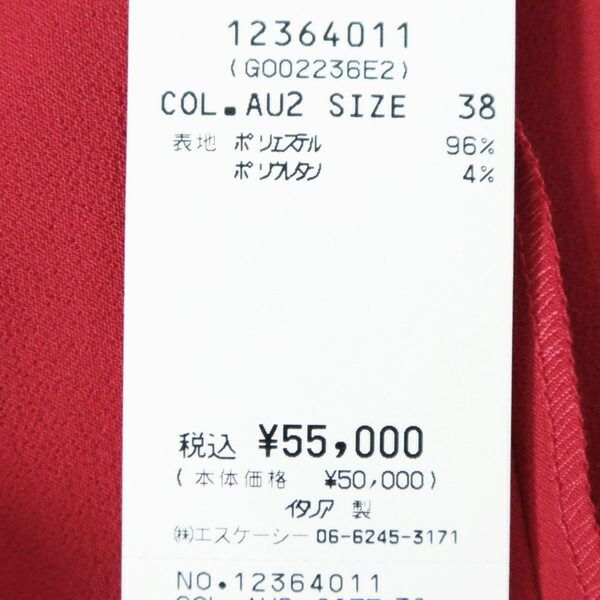 12364011
(G002236E2)
COL.AU2 SIZE 38
表地 ポリエステル 96%
ポリウレタン 4%
税込 ¥55,000
(本体価格 ¥50,000)
イタリア 製
㈱エスケーシー 06-6245-3171
NO.12364011